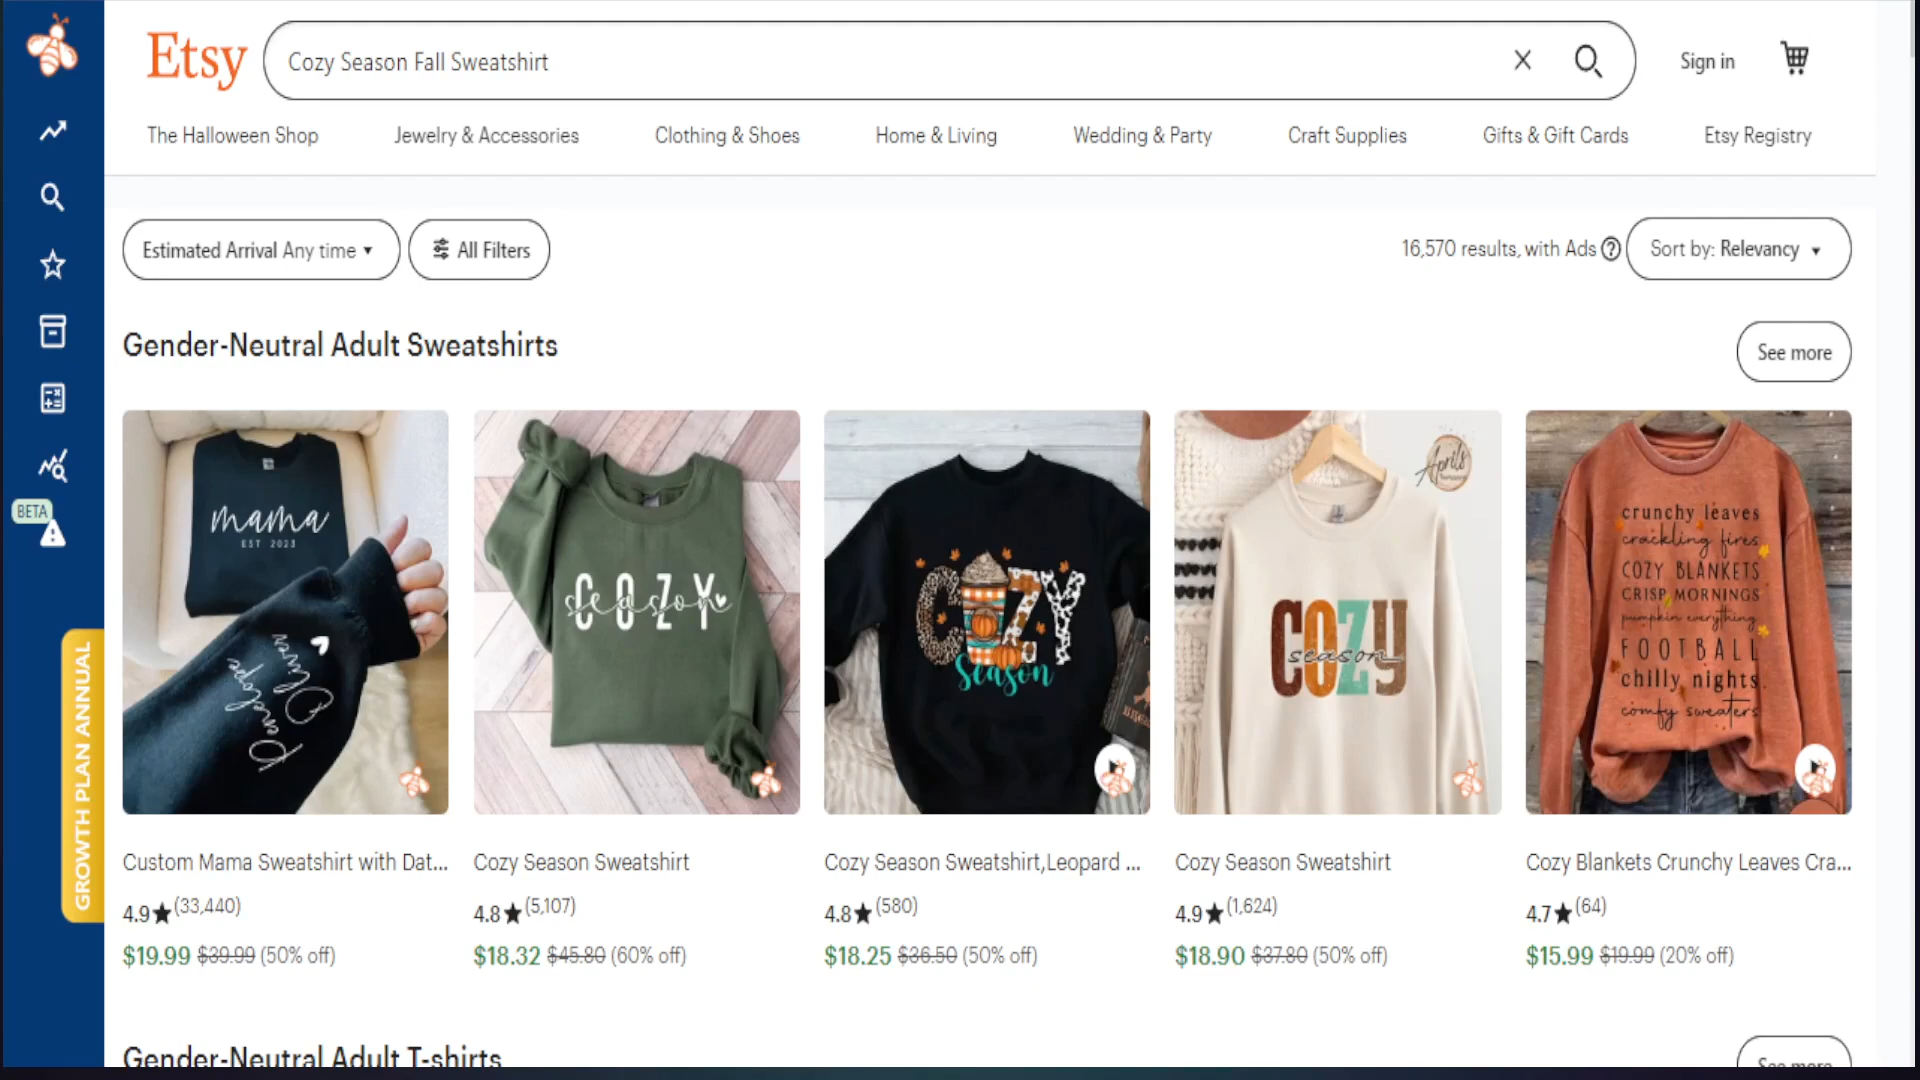 Etsy
Cozy Season Fall Sweatshirt
Sign in
The Halloween Shop
Jewelry & Accessories
Clothing & Shoes
Home & Living
Wedding & Party
Craft Supplies
Gifts & Gift Cards
Etsy Registry
Estimated Arrival Any time
All Filters
16,570 results, with Ads
Sort by: Relevancy
BETA
GROWTH PLAN ANNUAL
Gender-Neutral Adult Sweatshirts
See more
mama
EST 2023
Penelope
Oliver
COZY
season
COZY
Season
April's
COZY
season
crunchy leaves
crackling fires
COZY BLANKETS
CRISP MORNINGS
pumpkin everything
FOOTBALL
chilly nights
comfy sweaters
Custom Mama Sweatshirt with Dat...
4.9★(33,440)
$19.99 $39.99 (50% off)
Cozy Season Sweatshirt
4.8★(5,107)
$18.32 $45.80 (60% off)
Cozy Season Sweatshirt,Leopard ...
4.8★(580)
$18.25 $36.50 (50% off)
Cozy Season Sweatshirt
4.9★(1,624)
$18.90 $37.80 (50% off)
Cozy Blankets Crunchy Leaves Cra...
4.7★(64)
$15.99 $19.99 (20% off)
Gender-Neutral Adult T-shirts
See more